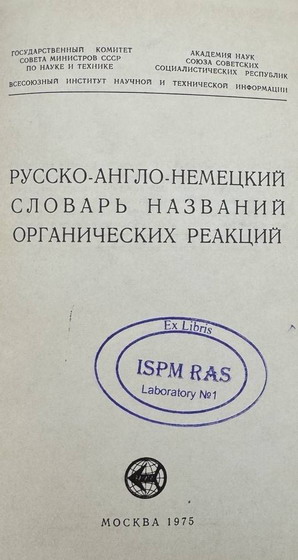 ГОСУДАРСТВЕННЫЙ КОМИТЕТ
СОВЕТА МИНИСТРОВ СССР
ПО НАУКЕ И ТЕХНИКЕ
АКАДЕМИЯ НАУК
СОЮЗА СОВЕТСКИХ
СОЦИАЛИСТИЧЕСКИХ РЕСПУБЛИК
ВСЕСОЮЗНЫЙ ИНСТИТУТ НАУЧНОЙ И ТЕХНИЧЕСКОЙ ИНФОРМАЦИИ
РУССКО-АНГЛО-НЕМЕЦКИЙ
СЛОВАРЬ НАЗВАНИЙ
ОРГАНИЧЕСКИХ РЕАКЦИЙ
Ex Libris
ISPM RAS
Laboratory №1
МОСКВА 1975